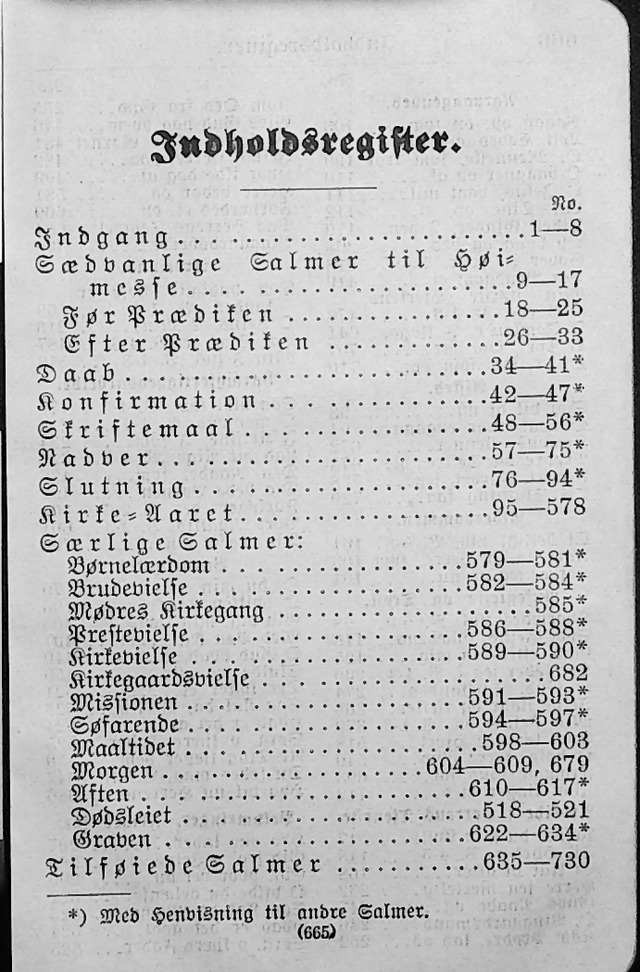 Indholdsregister.
No.
Indgang . . . . . . . . . . . . . . . . . . . . . . . 1—8
Sædvanlige Salmer til Høi-
messe . . . . . . . . . . . . . . . . . . . . . 9—17
Før Prædiken . . . . . . . . . . . . . . 18—25
Efter Prædiken . . . . . . . . . . . . 26—33
Daab . . . . . . . . . . . . . . . . . . . . . . . 34—41*
Konfirmation . . . . . . . . . . . . . . . 42—47*
Skriftemaal . . . . . . . . . . . . . . . . . 48—56*
Nadver . . . . . . . . . . . . . . . . . . . . . 57—75*
Slutning . . . . . . . . . . . . . . . . . . . 76—94*
Kirke-Aaret . . . . . . . . . . . . . . . . 95—578
Særlige Salmer:
Børnelærdom . . . . . . . . . . . . . . . . 579—581*
Brudevielse . . . . . . . . . . . . . . . . . . 582—584*
Mødres Kirkegang . . . . . . . . . . . . . . . . . 585*
Prestevielse . . . . . . . . . . . . . . . . . 586—588*
Kirkevielse . . . . . . . . . . . . . . . . . . 589—590*
Kirkegaardsvielse . . . . . . . . . . . . . . . . . . 682
Missionen . . . . . . . . . . . . . . . . . . 591—593*
Søfarende . . . . . . . . . . . . . . . . . . 594—597*
Maaltidet . . . . . . . . . . . . . . . . . . . 598—603
Morgen . . . . . . . . . . . . . . . . 604—609, 679
Aften . . . . . . . . . . . . . . . . . . . . . 610—617*
Dødsleiet . . . . . . . . . . . . . . . . . . . 518—521
Graven . . . . . . . . . . . . . . . . . . . . 622—634*
Tilføiede Salmer . . . . . . . . . . 635—730
*) Med Henvisning til andre Salmer.
(665)